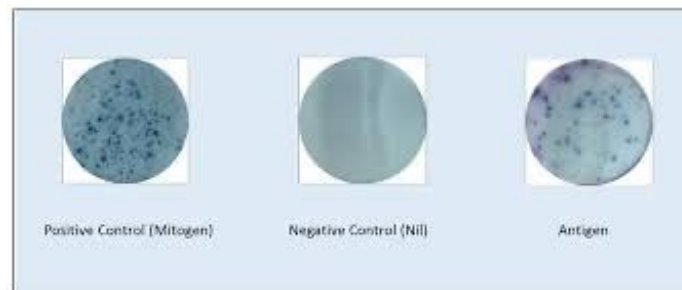 Positive Control (Mitogen)
Negative Control (Nil)
Antigen